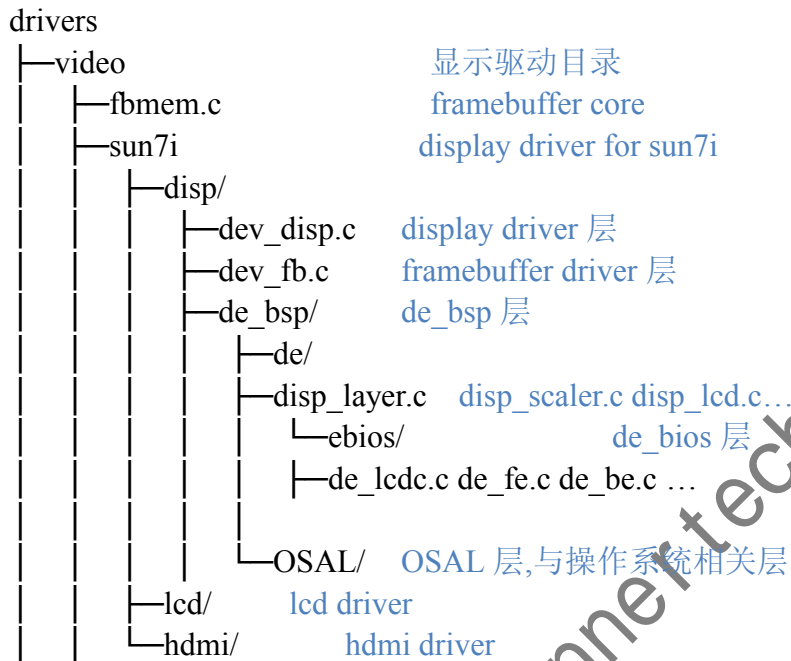 drivers
├─video 显示驱动目录
│ ├─fbmem.c framebuffer core
│ ├─sun7i display driver for sun7i
│ │ ├─disp/
│ │ │ ├─dev_disp.c display driver 层
│ │ │ ├─dev_fb.c framebuffer driver 层
│ │ │ ├─de_bsp/ de_bsp 层
│ │ │ │ ├─de/
│ │ │ │ ├─disp_layer.c disp_scaler.c disp_lcd.c…
│ │ │ │ │ └─ebios/ de_bios 层
│ │ │ │ │ ├─de_lcdc.c de_fe.c de_be.c …
│ │ │ │ │
│ │ │ │ └─OSAL/ OSAL 层,与操作系统相关层
│ │ ├─lcd/ lcd driver
│ │ └─hdmi/ hdmi driver